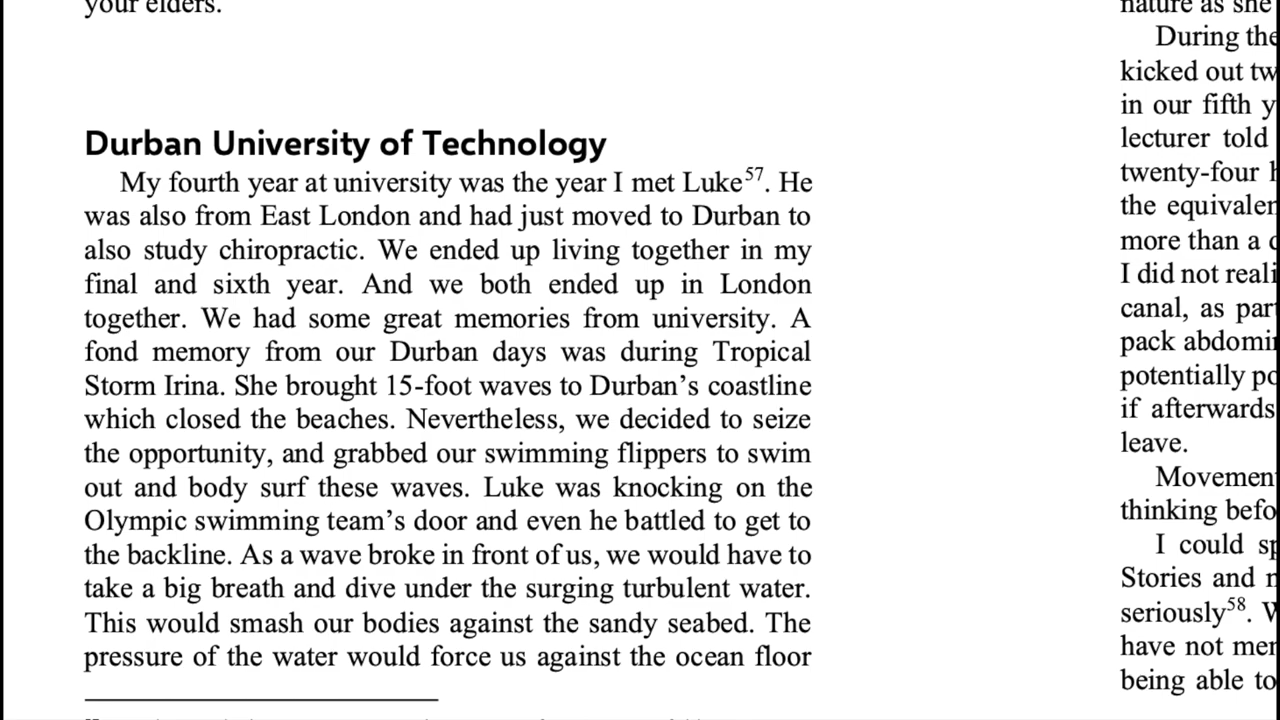 your elders.
Durban University of Technology
My fourth year at university was the year I met Luke57. He
was also from East London and had just moved to Durban to
also study chiropractic. We ended up living together in my
final and sixth year. And we both ended up in London
together. We had some great memories from university. A
fond memory from our Durban days was during Tropical
Storm Irina. She brought 15-foot waves to Durban's coastline
which closed the beaches. Nevertheless, we decided to seize
the opportunity, and grabbed our swimming flippers to swim
out and body surf these waves. Luke was knocking on the
Olympic swimming team's door and even he battled to get to
the backline. As a wave broke in front of us, we would have to
take a big breath and dive under the surging turbulent water.
This would smash our bodies against the sandy seabed. The
pressure of the water would force us against the ocean floor
nature as she
During the
kicked out tw
in our fifth y
lecturer told
twenty-four
the equivalen
more than a
I did not reali
canal, as par
pack abdomi
potentially po
if afterwards
leave.
Movement
thinking befo
I could sp
Stories and
seriously58.
have not mer
being able to